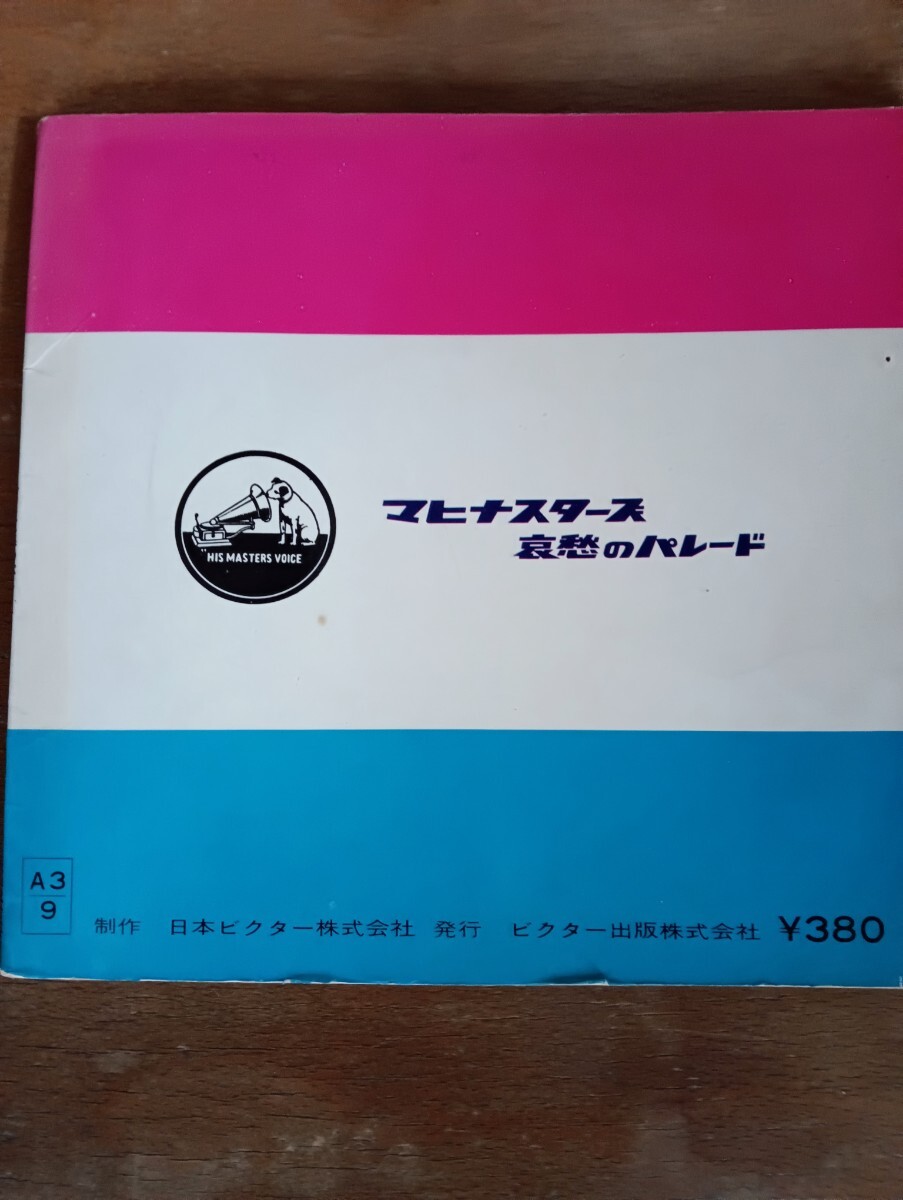 "HIS MASTERS VOICE
マヒナスターズ
哀愁のパレード
A3
9
制作 日本ビクター株式会社 発行 ビクター出版株式会社 ¥380